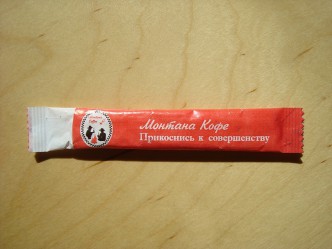 Монтана Кофе
Прикоснись к совершенству